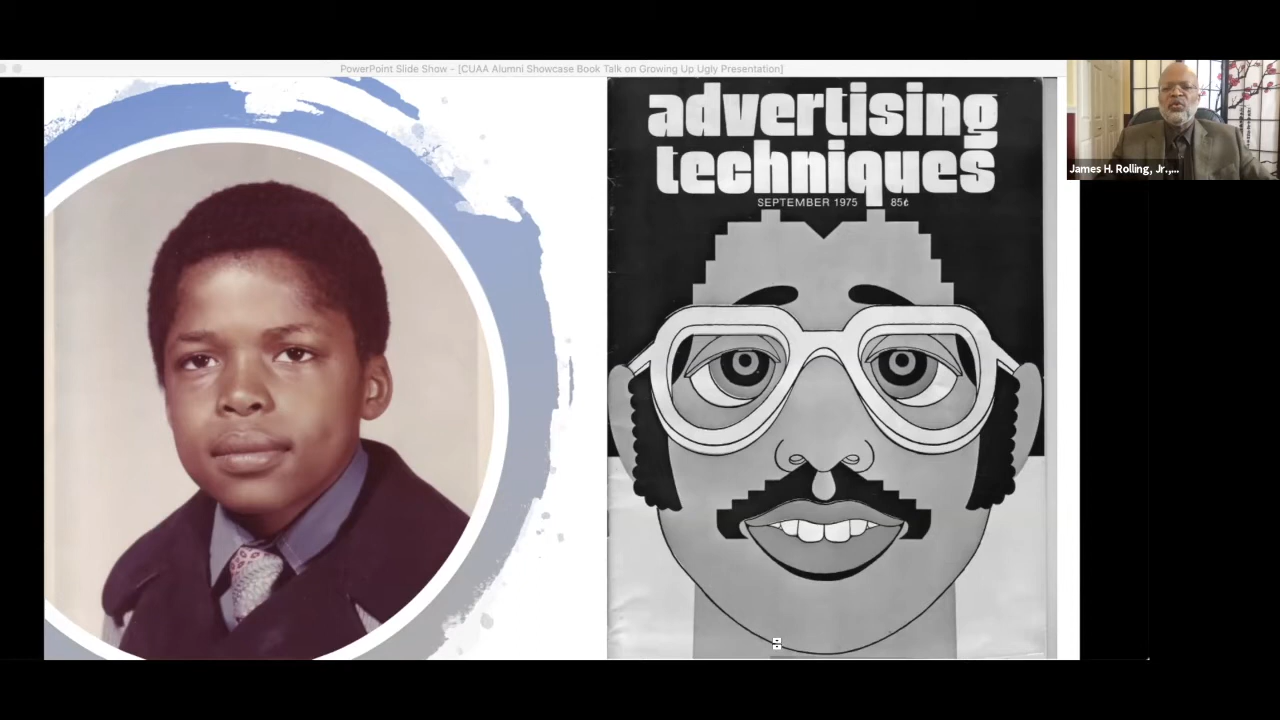 PowerPoint Slide Show - [CUAA Alumni Showcase Book Talk on Growing Up Ugly Presentation]
advertising
techniques
SEPTEMBER 1975 85¢
James H. Rolling, Jr.,...